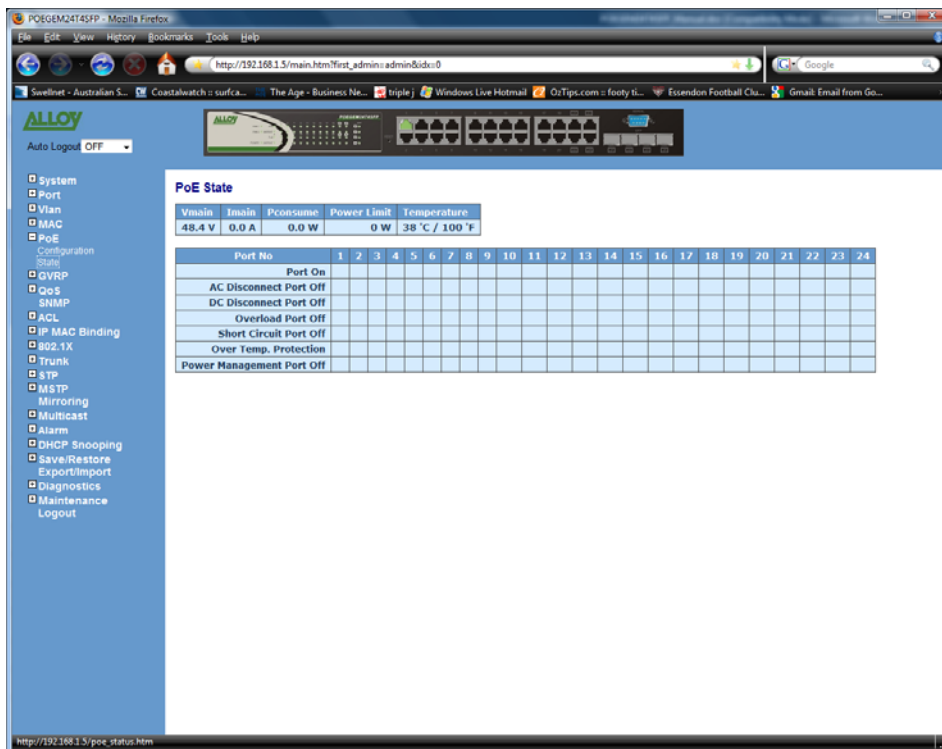 POEGEM24T4SFP - Mozilla Firefox
File Edit View History Bookmarks Tools Help
http://192.168.1.5/main.htm?first_admin=admin&idx=0
Google
Swellnet - Australian S... Coastalwatch :: surfca... The Age - Business Ne... triple j Windows Live Hotmail OzTips.com :: footy ti... Essendon Football Clu... Gmail: Email from Go...
ALLOY
Auto Logout OFF
ALLOY
System
Port
Vlan
MAC
PoE
Configuration
State
GVRP
QoS
SNMP
ACL
IP MAC Binding
802.1X
Trunk
STP
MSTP
Mirroring
Multicast
Alarm
DHCP Snooping
Save/Restore
Export/Import
Diagnostics
Maintenance
Logout
PoE State
Vmain Imain Pconsume Power Limit Temperature
48.4 V 0.0 A 0.0 W 0 W 38 °C / 100 °F
Port No 1 2 3 4 5 6 7 8 9 10 11 12 13 14 15 16 17 18 19 20 21 22 23 24
Port On
AC Disconnect Port Off
DC Disconnect Port Off
Overload Port Off
Short Circuit Port Off
Over Temp. Protection
Power Management Port Off
http://192.168.1.5/poe_status.htm